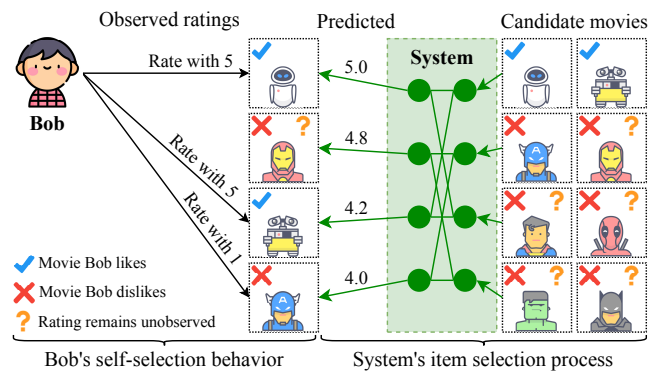 Observed ratings
Predicted
Candidate movies
System
Bob
Rate with 5
Rate with 5
Rate with 1
5.0
4.8
4.2
4.0
?
?
A
?
?
?
A
?
?
Movie Bob likes
Movie Bob dislikes
? Rating remains unobserved
Bob's self-selection behavior
System's item selection process